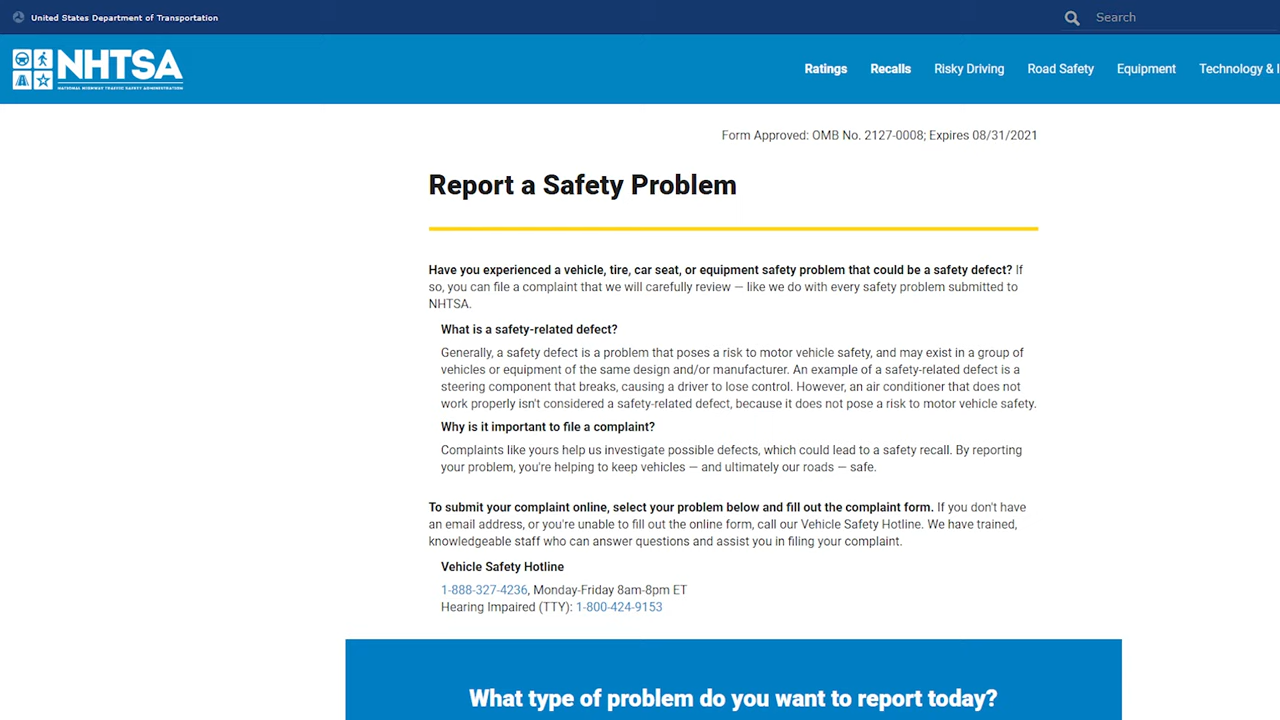 United States Department of Transportation
Search
NHTSA
NATIONAL HIGHWAY TRAFFIC SAFETY ADMINISTRATION
Ratings Recalls Risky Driving Road Safety Equipment Technology &
Form Approved: OMB No. 2127-0008; Expires 08/31/2021
Report a Safety Problem
Have you experienced a vehicle, tire, car seat, or equipment safety problem that could be a safety defect? If
so, you can file a complaint that we will carefully review — like we do with every safety problem submitted to
NHTSA.
What is a safety-related defect?
Generally, a safety defect is a problem that poses a risk to motor vehicle safety, and may exist in a group of
vehicles or equipment of the same design and/or manufacturer. An example of a safety-related defect is a
steering component that breaks, causing a driver to lose control. However, an air conditioner that does not
work properly isn't considered a safety-related defect, because it does not pose a risk to motor vehicle safety.
Why is it important to file a complaint?
Complaints like yours help us investigate possible defects, which could lead to a safety recall. By reporting
your problem, you're helping to keep vehicles — and ultimately our roads — safe.
To submit your complaint online, select your problem below and fill out the complaint form. If you don't have
an email address, or you're unable to fill out the online form, call our Vehicle Safety Hotline. We have trained,
knowledgeable staff who can answer questions and assist you in filing your complaint.
Vehicle Safety Hotline
1-888-327-4236, Monday-Friday 8am-8pm ET
Hearing Impaired (TTY): 1-800-424-9153
What type of problem do you want to report today?